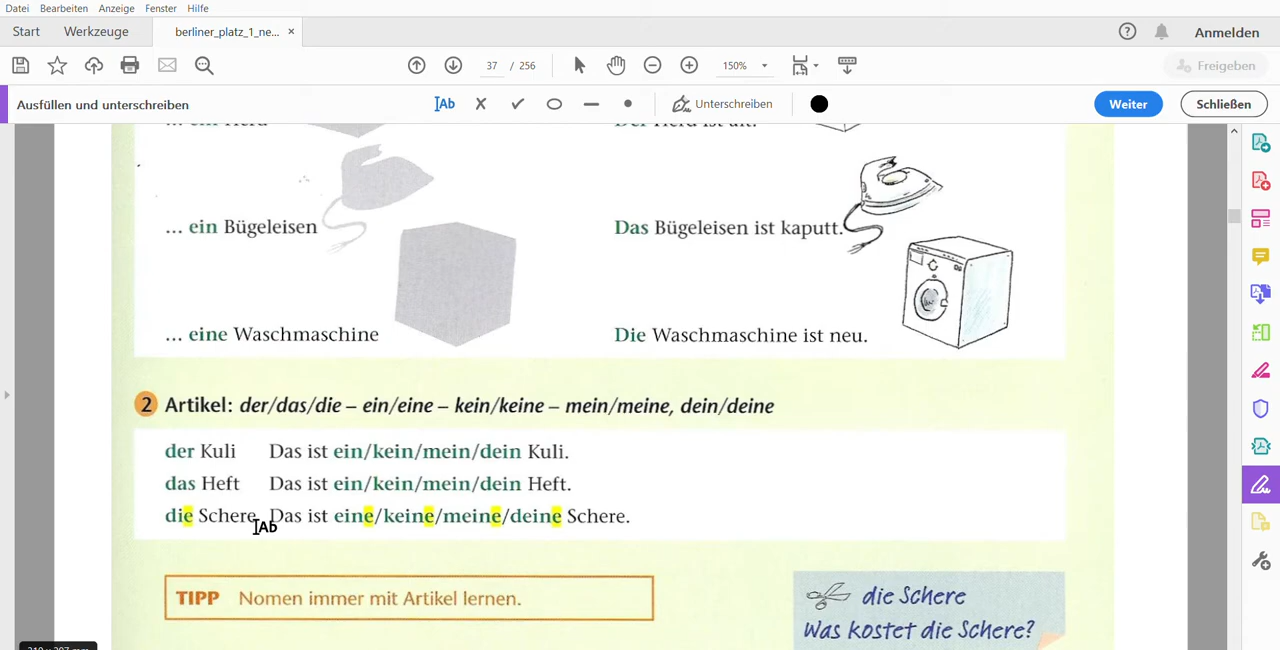 Datei Bearbeiten Anzeige Fenster Hilfe
Start Werkzeuge berliner_platz_1_ne... × Anmelden
37 / 256 150% Freigeben
Ausfüllen und unterschreiben Ab Unterschreiben Weiter Schließen
... ein Herd Der Herd ist alt.
... ein Bügeleisen Das Bügeleisen ist kaputt.
... eine Waschmaschine Die Waschmaschine ist neu.
2 Artikel: der/das/die – ein/eine – kein/keine – mein/meine, dein/deine
der Kuli Das ist ein/kein/mein/dein Kuli.
das Heft Das ist ein/kein/mein/dein Heft.
die Schere Das ist eine/keine/meine/deine Schere.
Ab
TIPP Nomen immer mit Artikel lernen.
die Schere
Was kostet die Schere?